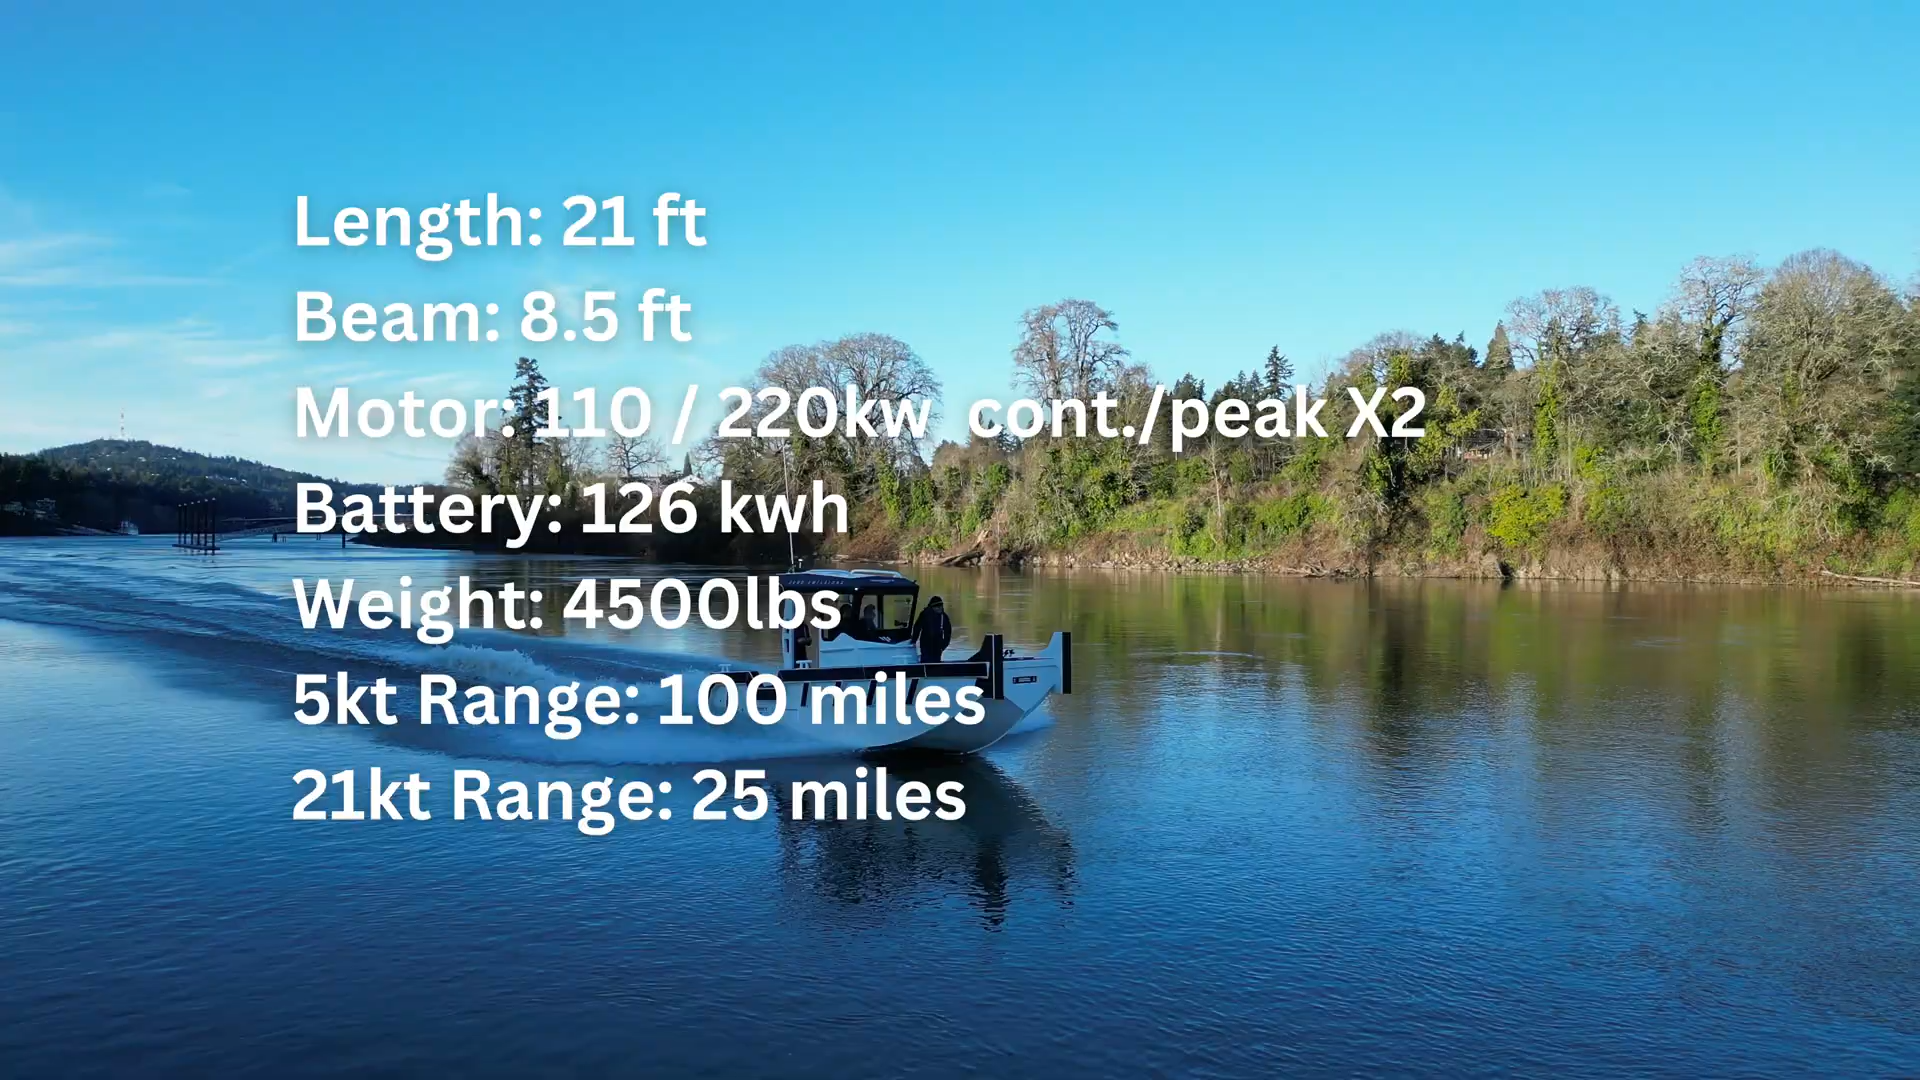 Length: 21 ft
Beam: 8.5 ft
Motor: 110 / 220kw cont./peak X2
Battery: 126 kwh
Weight: 4500lbs
5kt Range: 100 miles
21kt Range: 25 miles